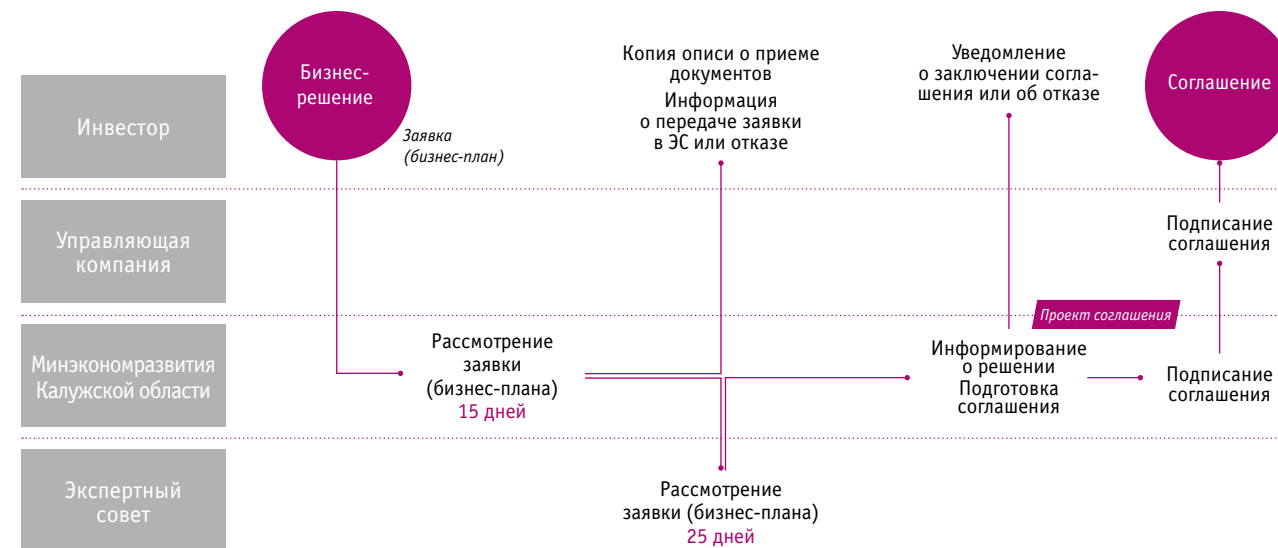 Инвестор
Бизнес-
решение
Заявка
(бизнес-план)
Копия описи о приеме
документов
Информация
о передаче заявки
в ЭС или отказе
Уведомление
о заключении согла-
шения или об отказе
Соглашение
Управляющая
компания
Подписание
соглашения
Минэкономразвития
Калужской области
Рассмотрение
заявки
(бизнес-плана)
15 дней
Проект соглашения
Информирование
о решении
Подготовка
соглашения
Подписание
соглашения
Экспертный
совет
Рассмотрение
заявки (бизнес-плана)
25 дней